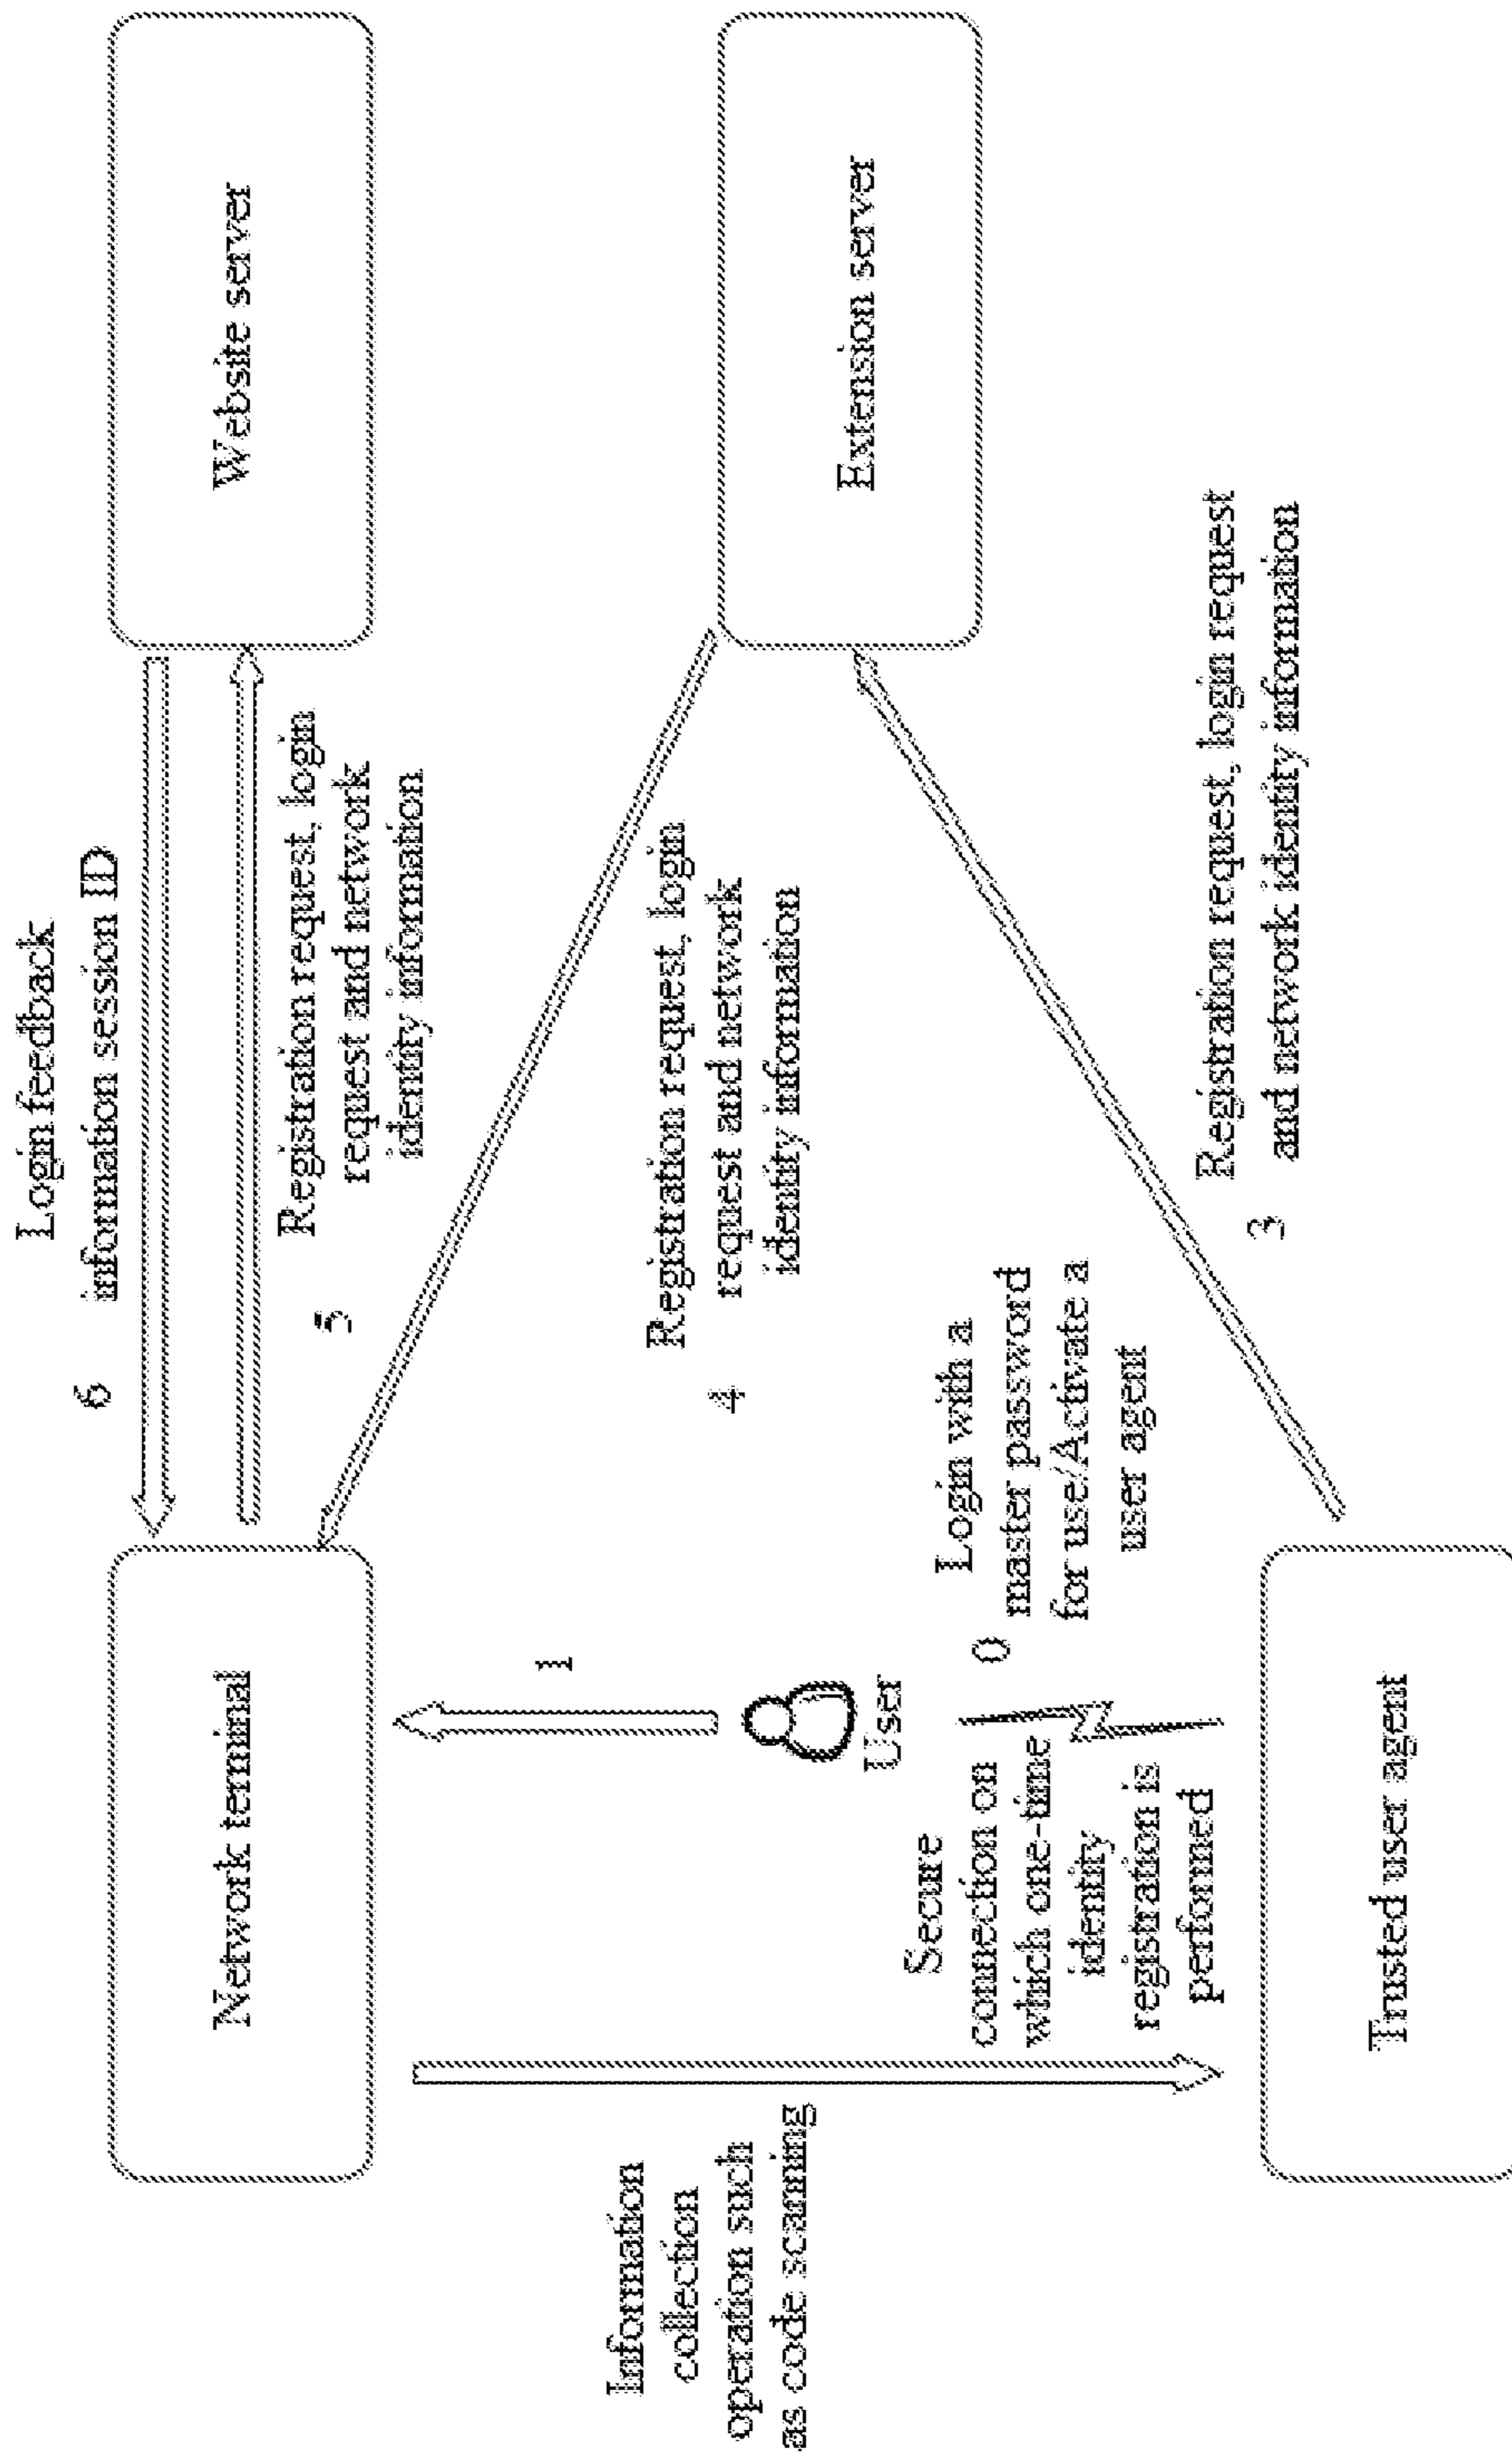 Login feedback
6 information session ID
Network terminal
Website server
Registration request, login
request and network
identity information
5
1
Registration request, login
request and network
identity information
4
Information
collection
operation such
as code scanning
User
Extension server
Secure
connection on
which one-time
identity
registration is
performed
0
Login with a
master password
for use/Activate a
user agent
Registration request, login request
and network identity information
3
Trusted user agent